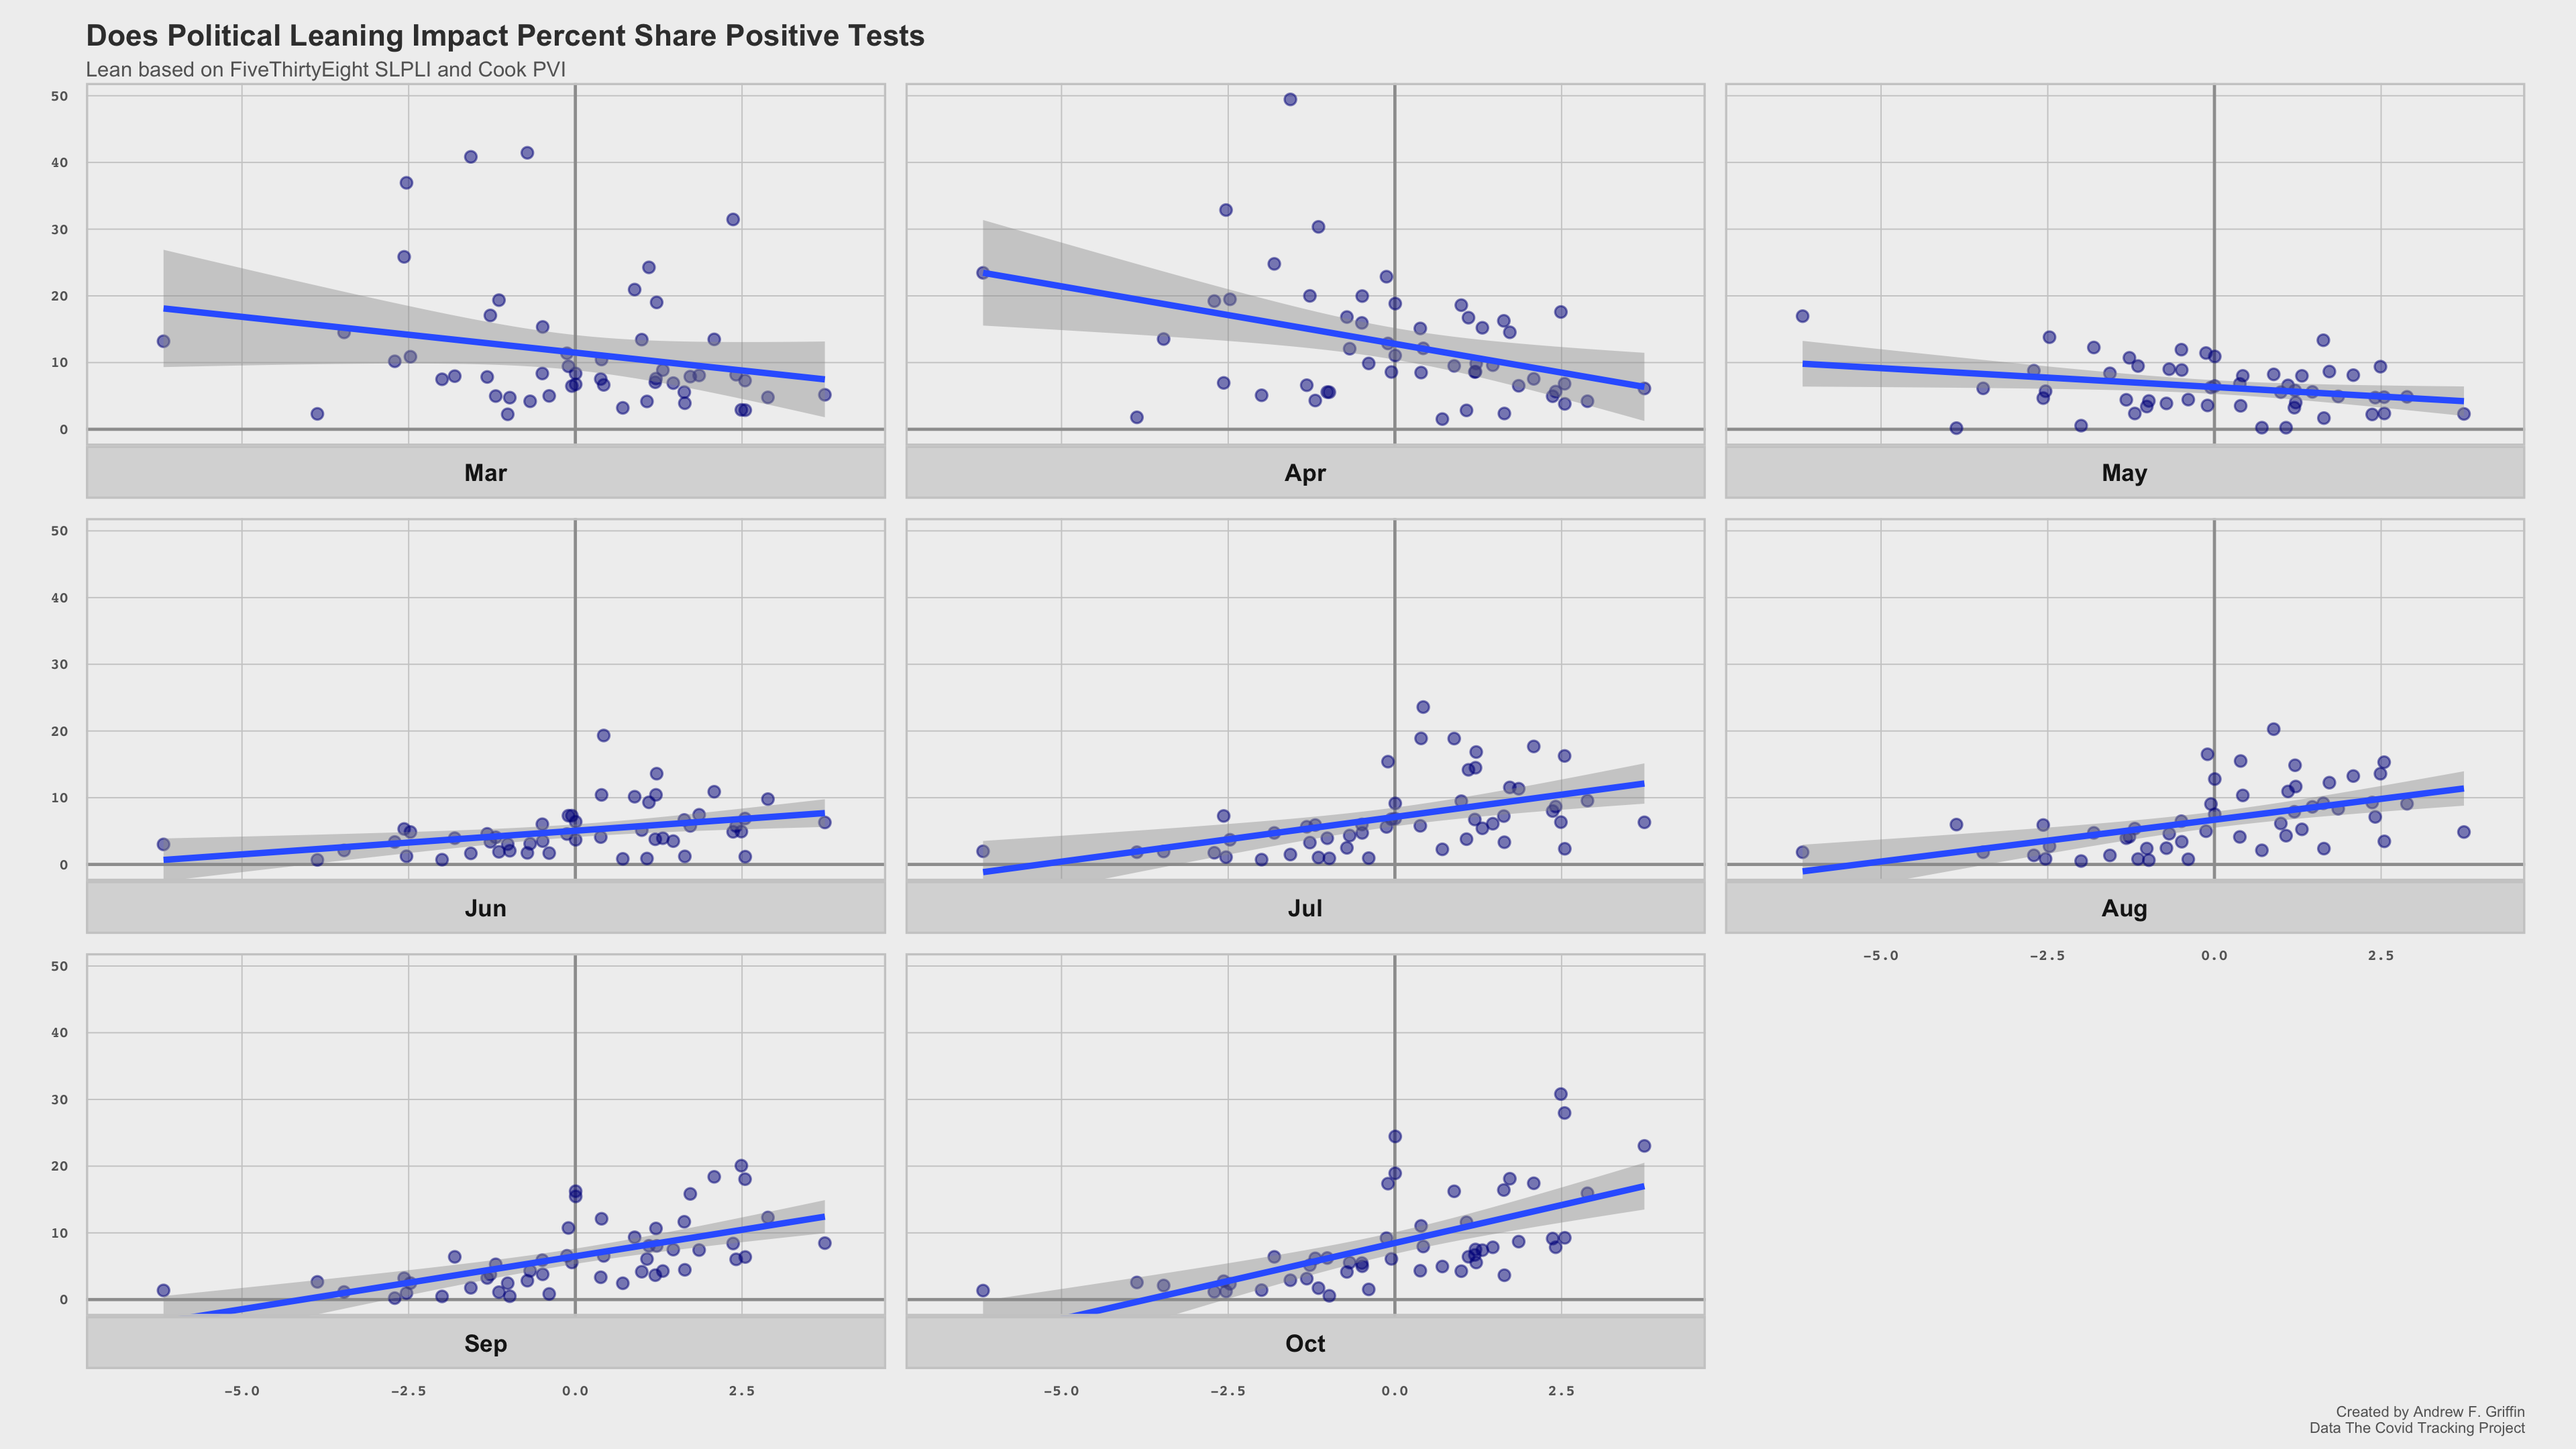 Does Political Leaning Impact Percent Share Positive Tests
Lean based on FiveThirtyEight SLPLI and Cook PVI
50
40
30
20
10
0
Mar
Apr
May
50
40
30
20
10
0
Jun
Jul
Aug
-5.0 -2.5 0.0 2.5
50
40
30
20
10
0
Sep
Oct
-5.0 -2.5 0.0 2.5
-5.0 -2.5 0.0 2.5
Created by Andrew F. Griffin
Data The Covid Tracking Project